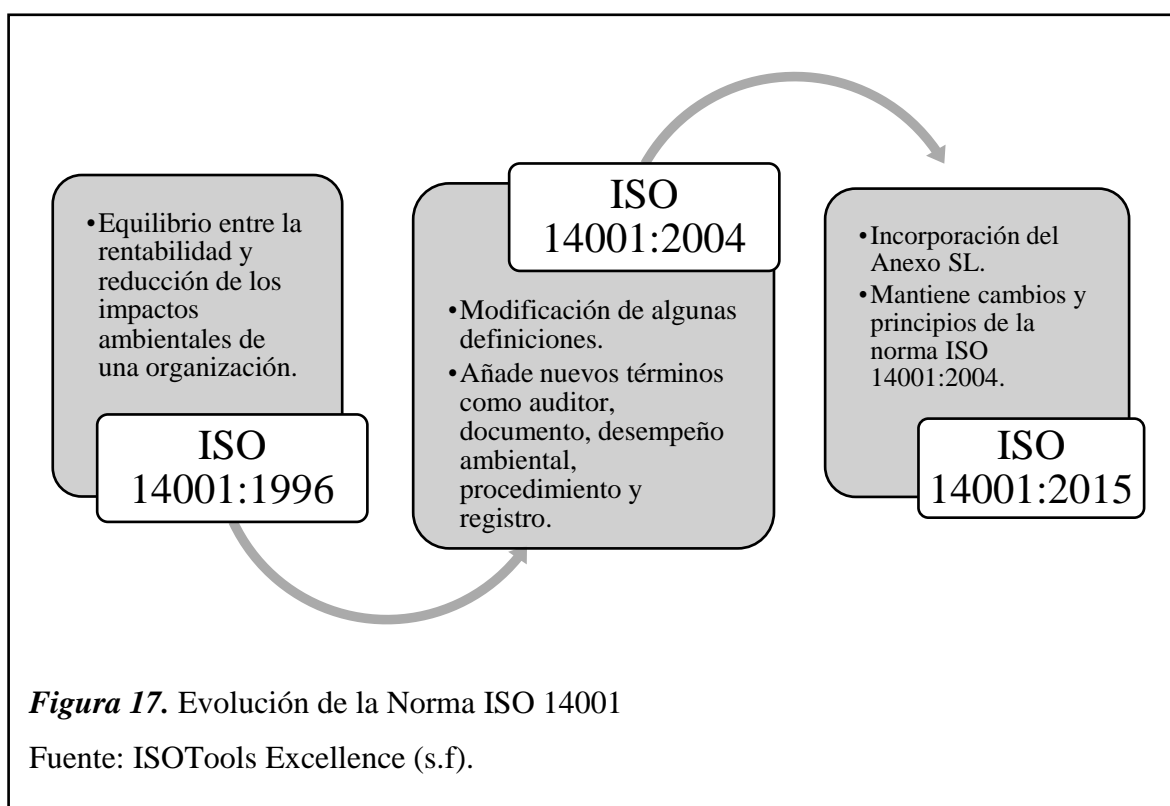 •Equilibrio entre la
rentabilidad y
reducción de los
impactos
ambientales de
una organización.
ISO
14001:1996
ISO
14001:2004
•Modificación de algunas
definiciones.
•Añade nuevos términos
como auditor,
documento, desempeño
ambiental,
procedimiento y
registro.
•Incorporación del
Anexo SL.
•Mantiene cambios y
principios de la
norma ISO
14001:2004.
ISO
14001:2015
Figura 17. Evolución de la Norma ISO 14001
Fuente: ISOTools Excellence (s.f).